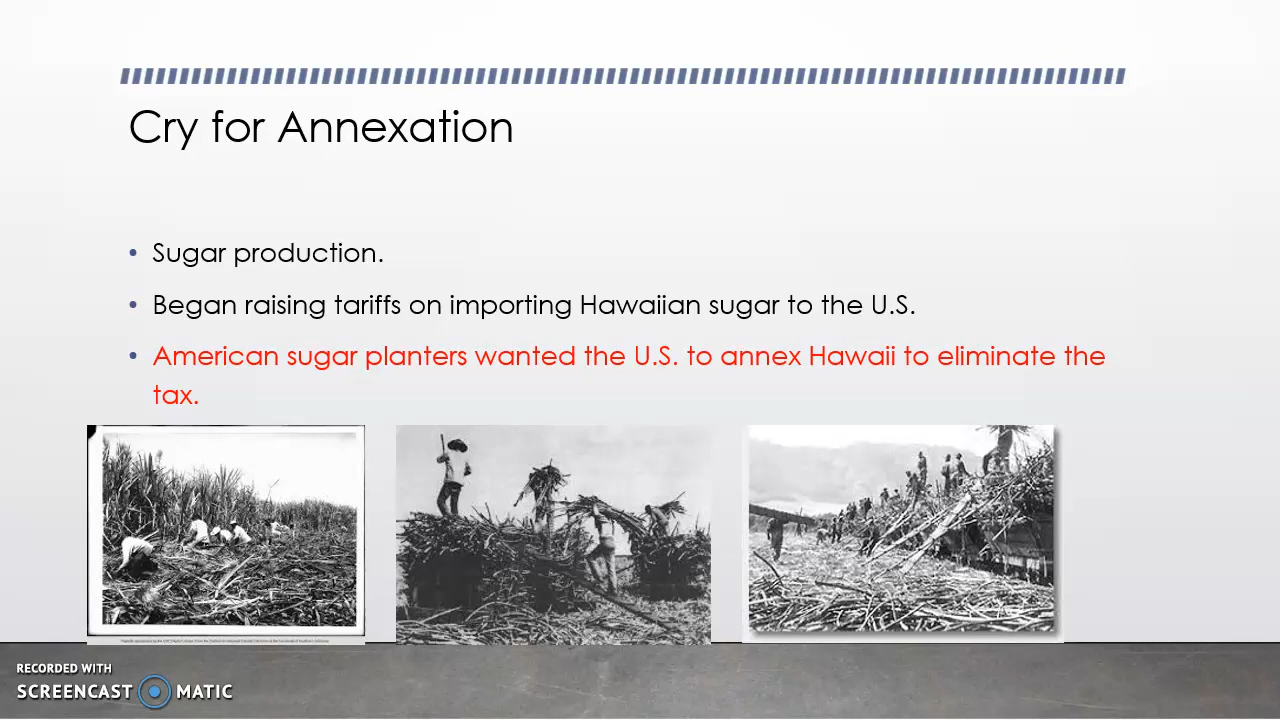 Cry for Annexation
• Sugar production.
• Began raising tariffs on importing Hawaiian sugar to the U.S.
• American sugar planters wanted the U.S. to annex Hawaii to eliminate the
tax.
RECORDED WITH
SCREENCAST MATIC